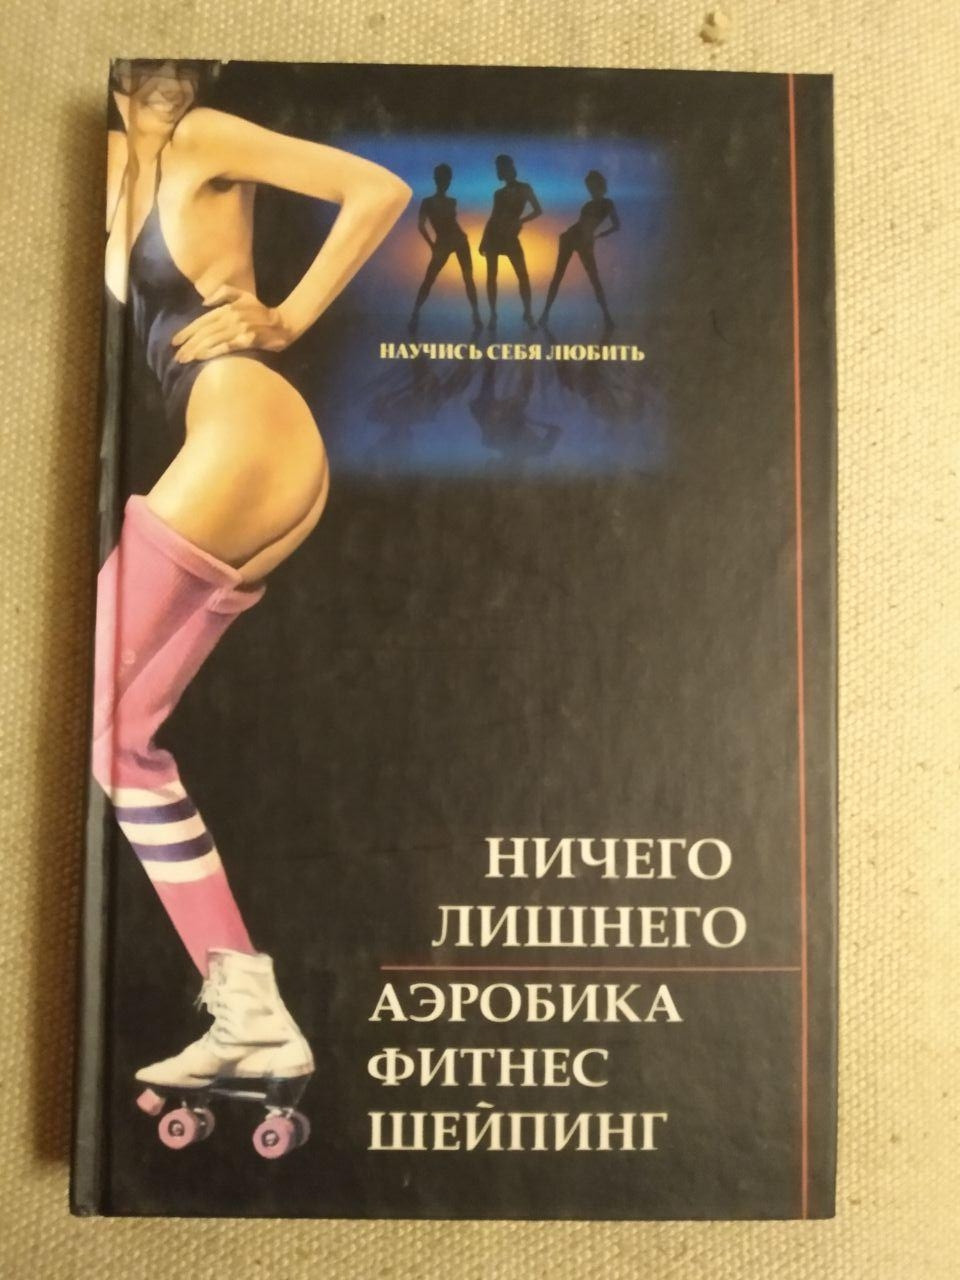 НАУЧИСЬ СЕБЯ ЛЮБИТЬ
НИЧЕГО
ЛИШНЕГО
АЭРОБИКА
ФИТНЕС
ШЕЙПИНГ